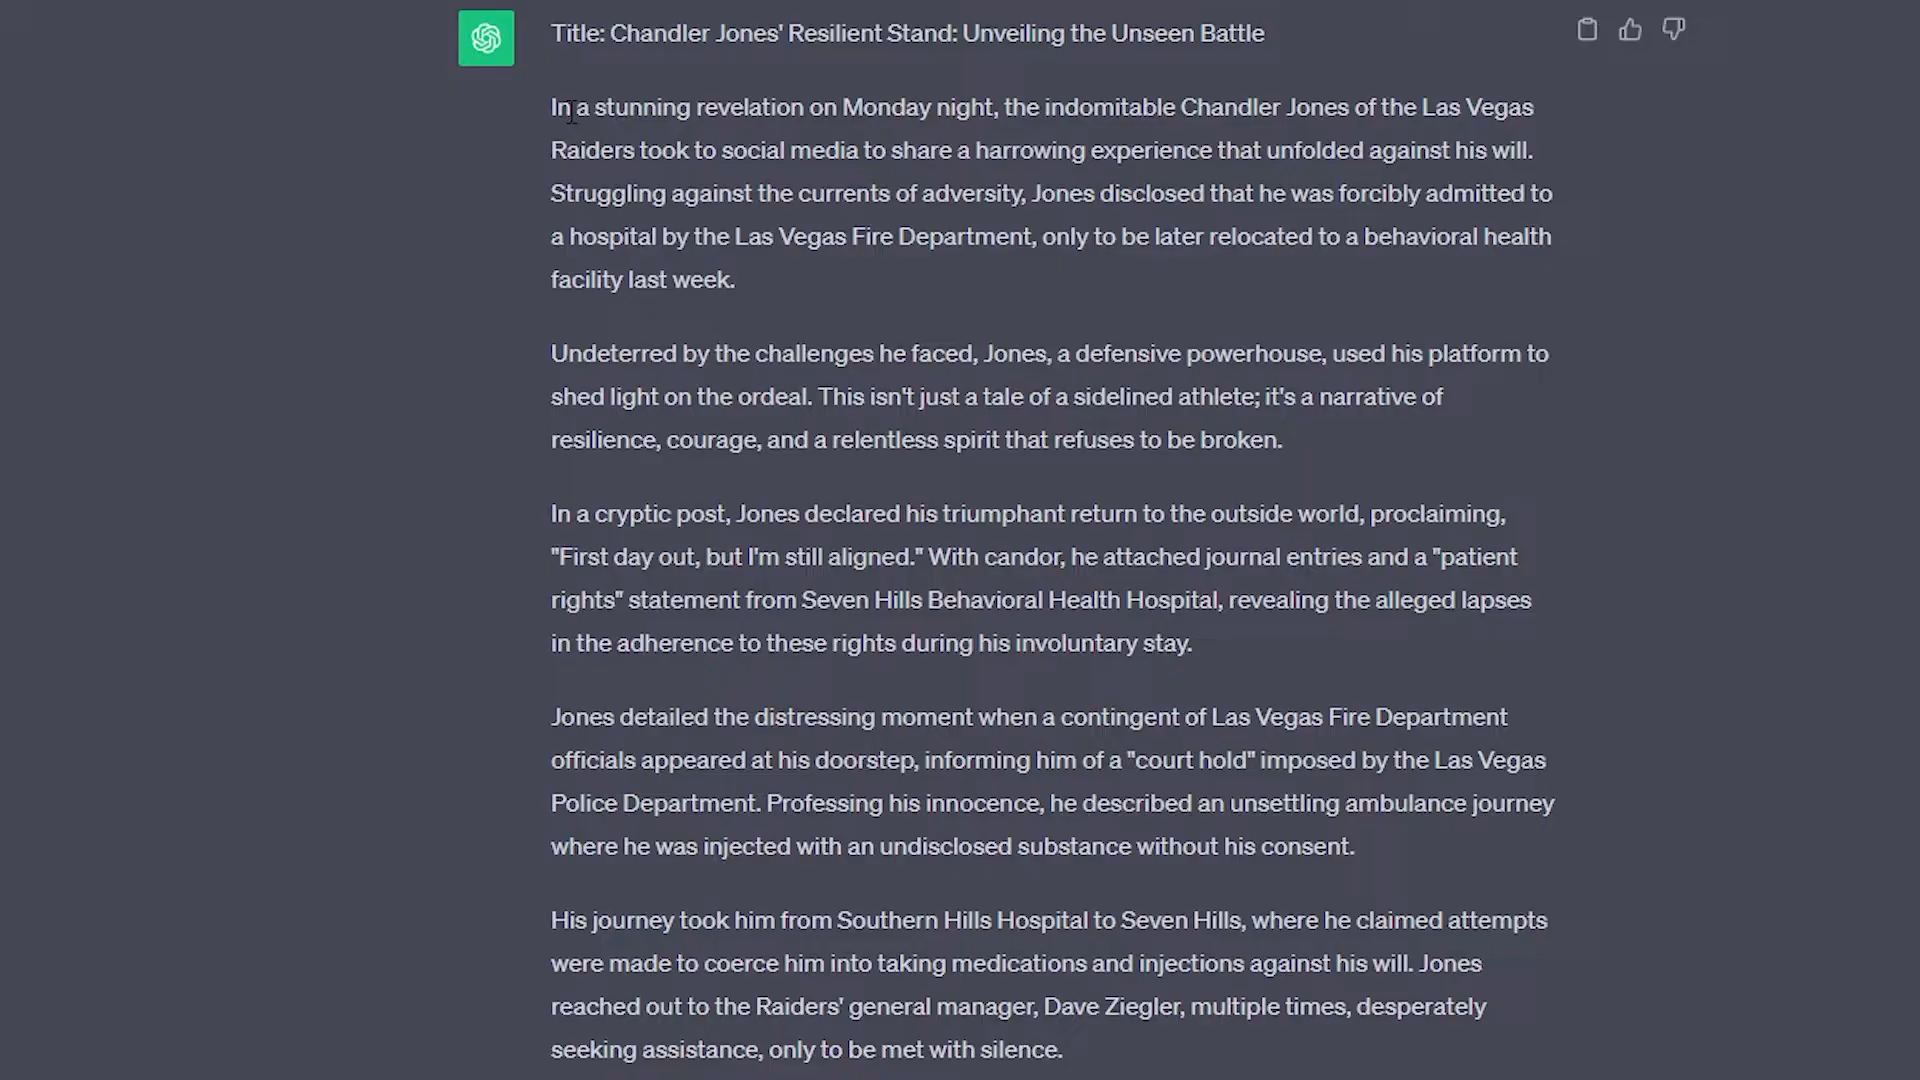 Title: Chandler Jones' Resilient Stand: Unveiling the Unseen Battle
In a stunning revelation on Monday night, the indomitable Chandler Jones of the Las Vegas
Raiders took to social media to share a harrowing experience that unfolded against his will.
Struggling against the currents of adversity, Jones disclosed that he was forcibly admitted to
a hospital by the Las Vegas Fire Department, only to be later relocated to a behavioral health
facility last week.
Undeterred by the challenges he faced, Jones, a defensive powerhouse, used his platform to
shed light on the ordeal. This isn't just a tale of a sidelined athlete; it's a narrative of
resilience, courage, and a relentless spirit that refuses to be broken.
In a cryptic post, Jones declared his triumphant return to the outside world, proclaiming,
"First day out, but I'm still aligned." With candor, he attached journal entries and a "patient
rights" statement from Seven Hills Behavioral Health Hospital, revealing the alleged lapses
in the adherence to these rights during his involuntary stay.
Jones detailed the distressing moment when a contingent of Las Vegas Fire Department
officials appeared at his doorstep, informing him of a "court hold" imposed by the Las Vegas
Police Department. Professing his innocence, he described an unsettling ambulance journey
where he was injected with an undisclosed substance without his consent.
His journey took him from Southern Hills Hospital to Seven Hills, where he claimed attempts
were made to coerce him into taking medications and injections against his will. Jones
reached out to the Raiders' general manager, Dave Ziegler, multiple times, desperately
seeking assistance, only to be met with silence.